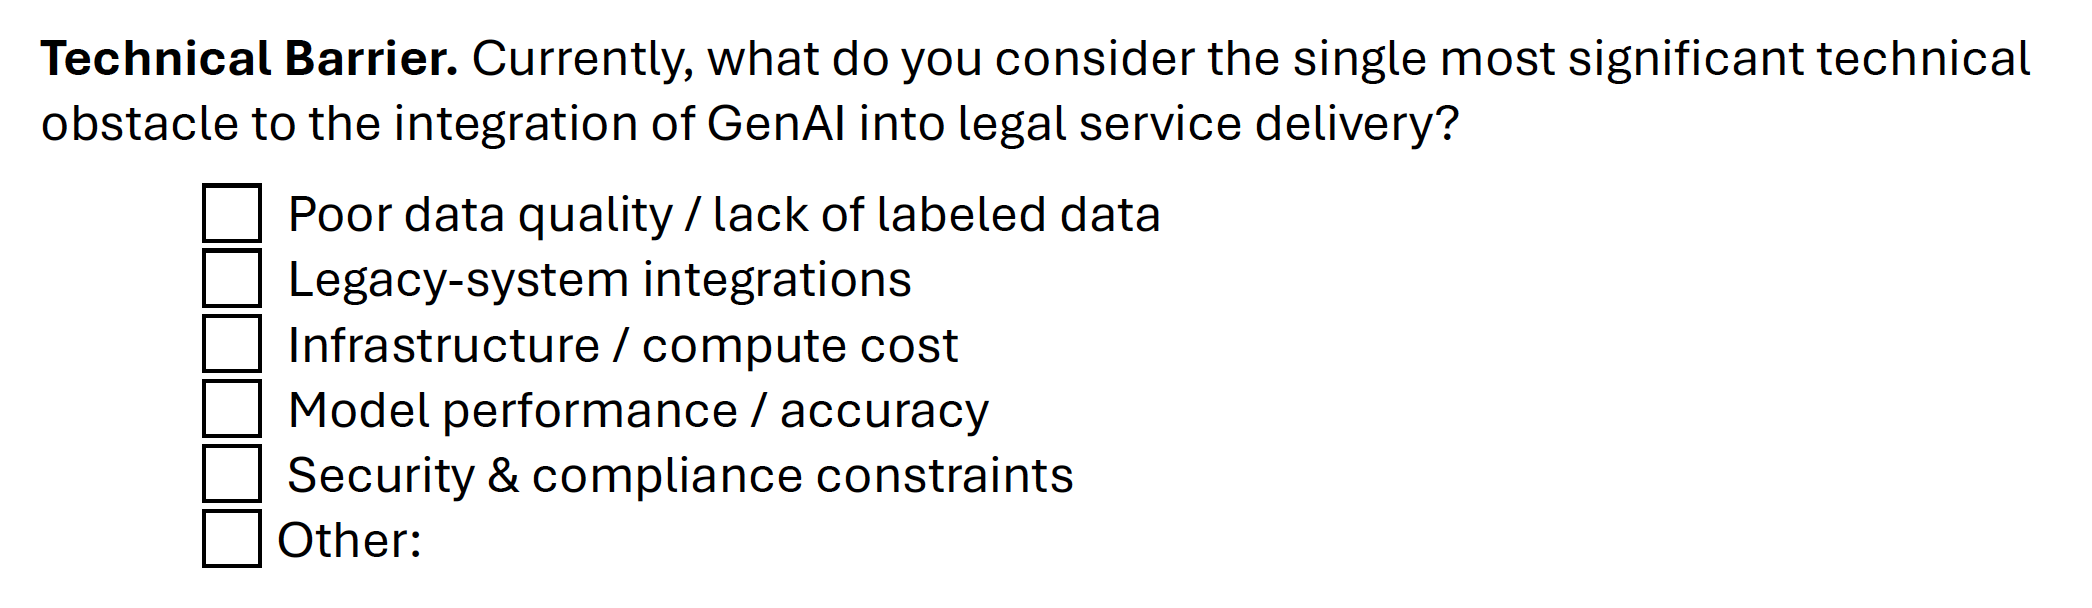 Technical Barrier. Currently, what do you consider the single most significant technical
obstacle to the integration of GenAI into legal service delivery?
Poor data quality / lack of labeled data
Legacy-system integrations
Infrastructure / compute cost
Model performance / accuracy
Security & compliance constraints
Other: